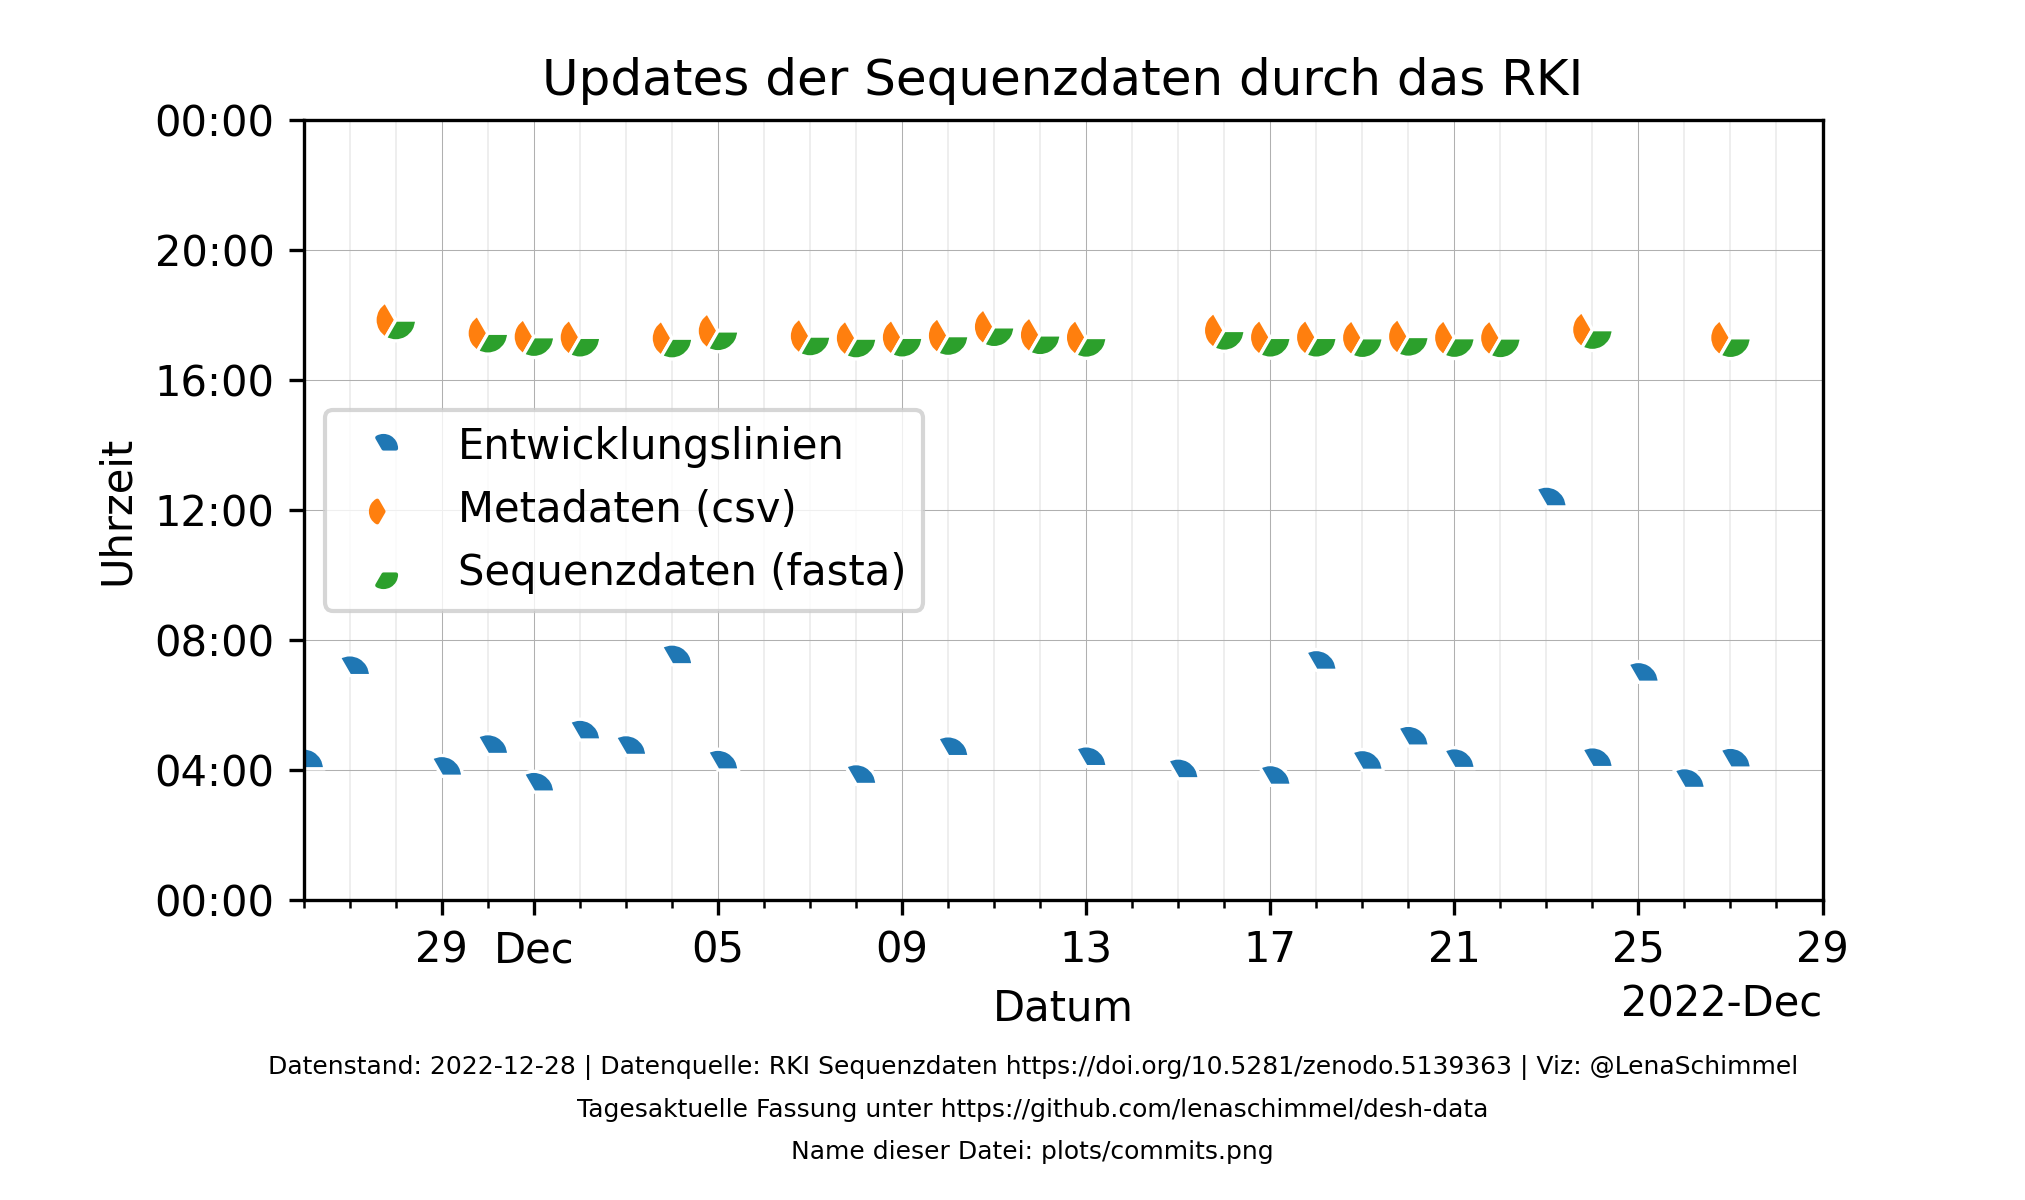 Updates der Sequenzdaten durch das RKI
00:00
20:00
16:00
12:00
08:00
04:00
00:00
Uhrzeit
Entwicklungslinien
Metadaten (csv)
Sequenzdaten (fasta)
29 Dec 05 09 13 17 21 25 29
2022-Dec
Datum
Datenstand: 2022-12-28 | Datenquelle: RKI Sequenzdaten https://doi.org/10.5281/zenodo.5139363 | Viz: @LenaSchimmel
Tagesaktuelle Fassung unter https://github.com/lenaschimmel/desh-data
Name dieser Datei: plots/commits.png